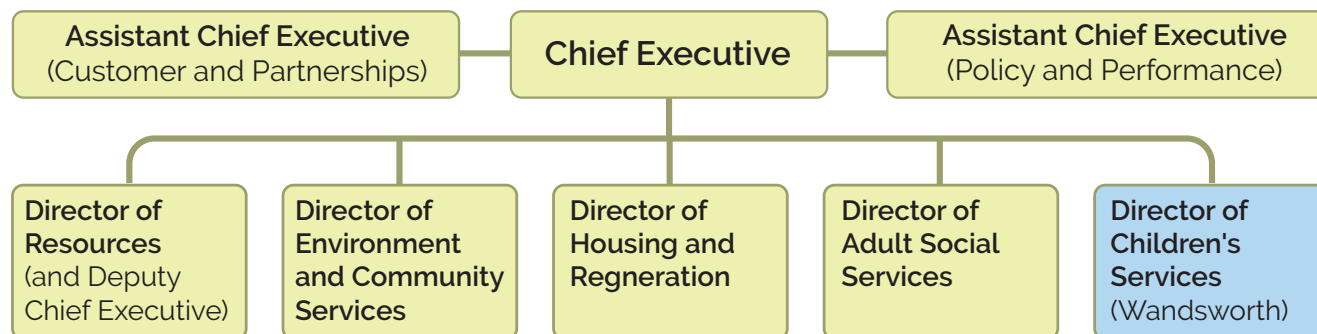 Assistant Chief Executive
(Customer and Partnerships)
Chief Executive
Assistant Chief Executive
(Policy and Performance)
Director of
Resources
(and Deputy
Chief Executive)
Director of
Environment
and Community
Services
Director of
Housing and
Regneration
Director of
Adult Social
Services
Director of
Children's
Services
(Wandsworth)